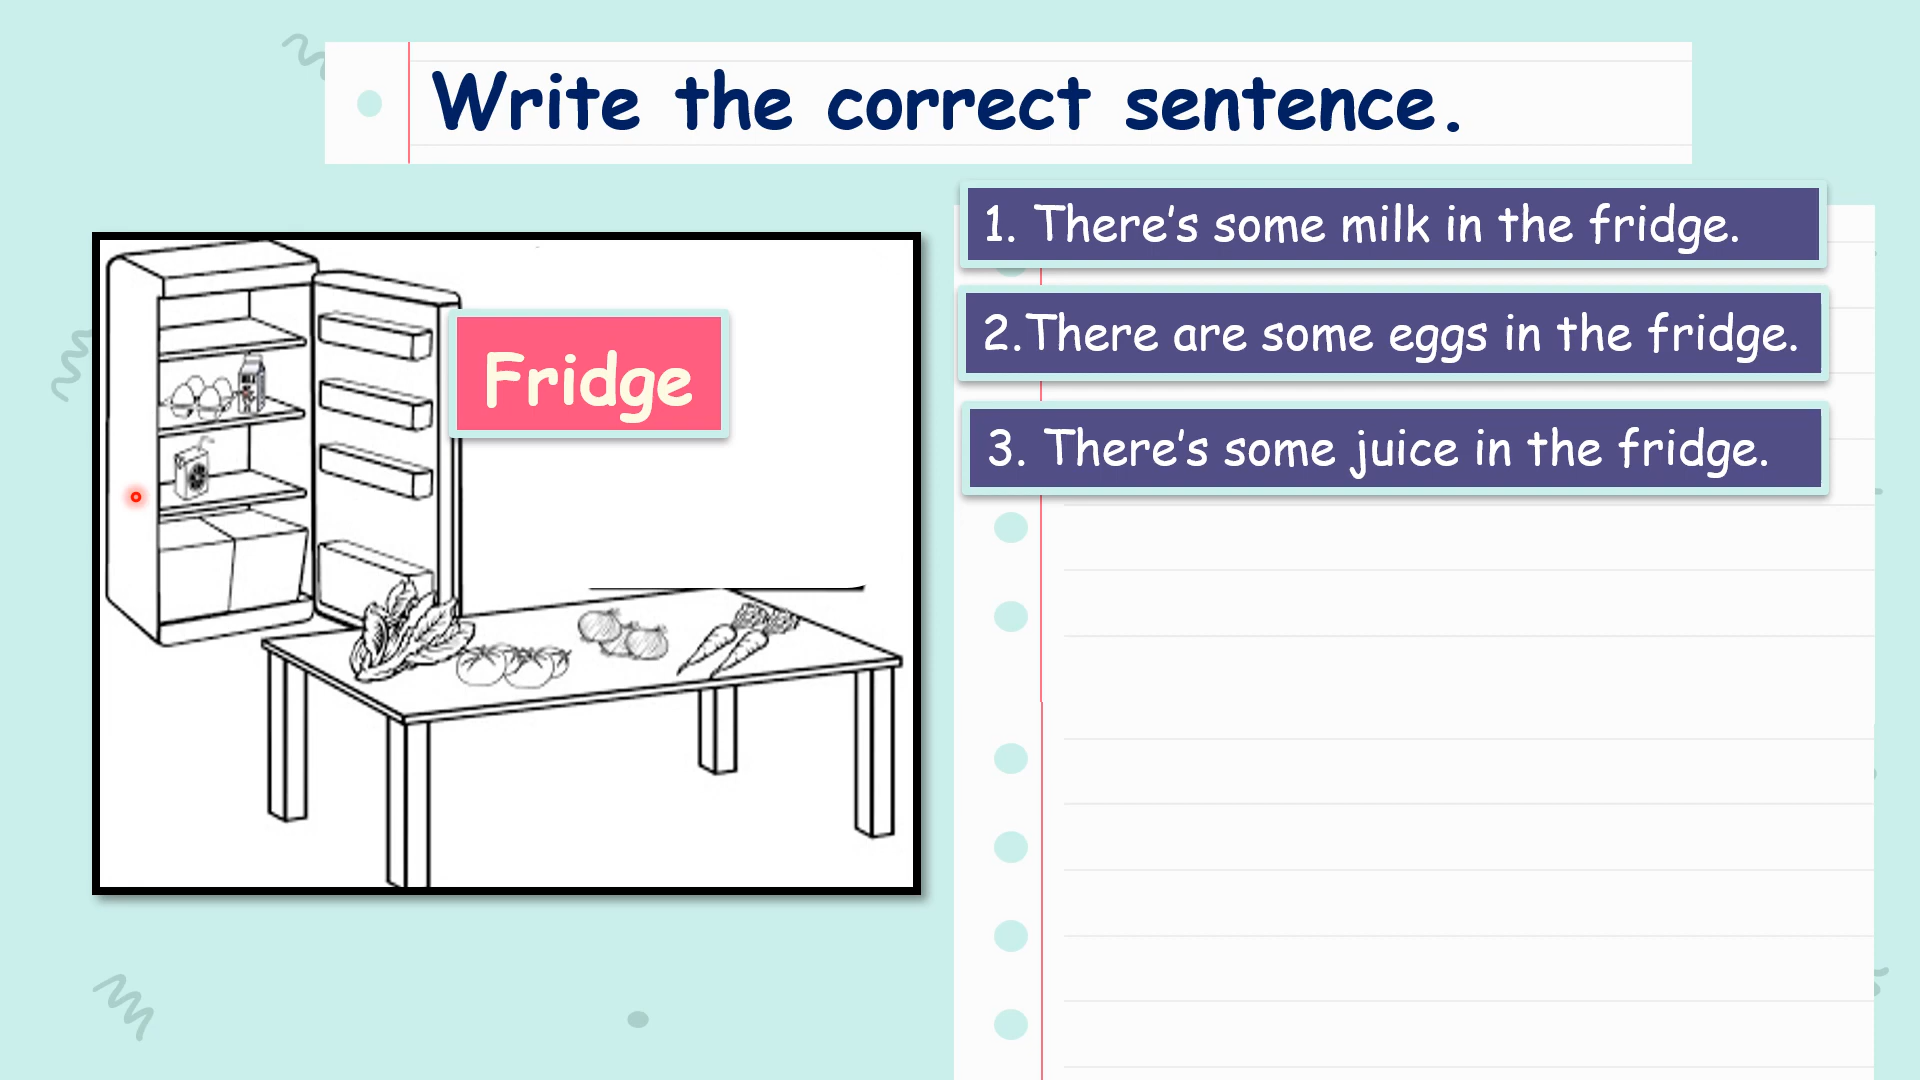 Write the correct sentence.
1. There’s some milk in the fridge.
2.There are some eggs in the fridge.
3. There’s some juice in the fridge.
Fridge